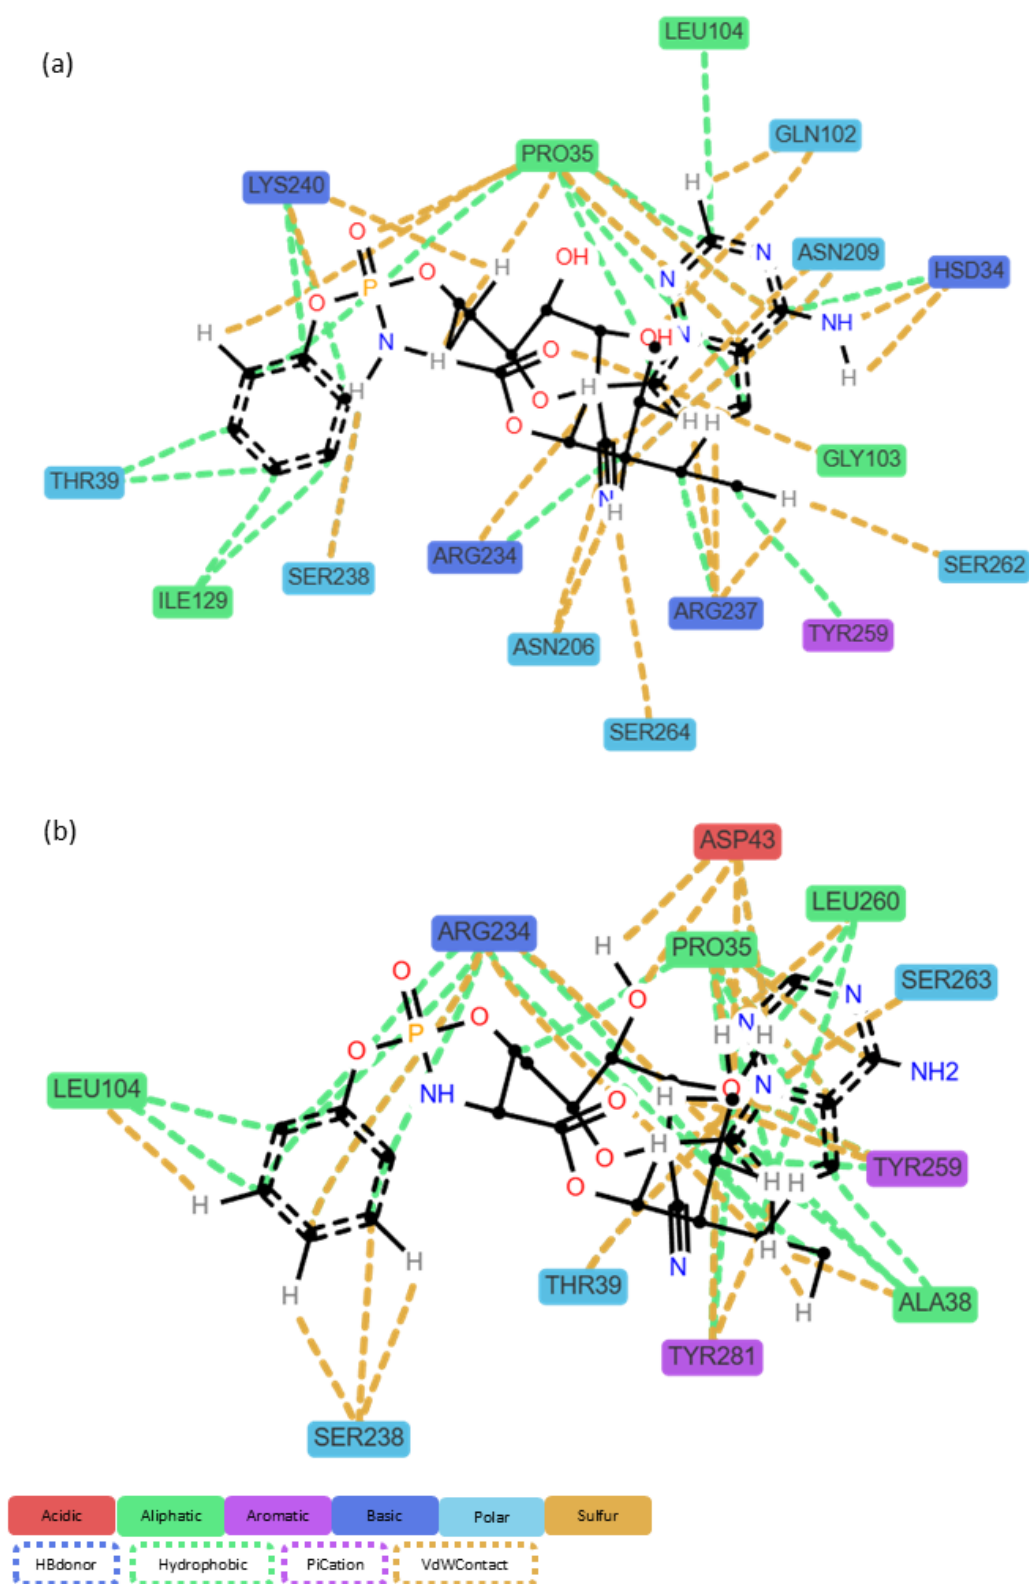 (a)
LEU104
GLN102
PRO35
LYS240
O
OH
H
N
ASN209
HSD34
H
O
P
O
N
O
H
N
OH
N
NH
H
N
H
O
H
H
O
O
H
H
GLY103
THR39
N
H
H
SER238
ARG234
SER262
ILE129
ARG237
TYR259
ASN206
SER264
(b)
ASP43
LEU260
ARG234
PRO35
H
SER263
O
O
N
P
O
N
H
H
O
NH2
LEU104
NH
H
O
N
O
H
O
TYR259
H
O
H
H
N
H
THR39
H
H
H
ALA38
TYR281
SER238
Acidic Aliphatic Aromatic Basic Polar Sulfur
HBdonor Hydrophobic PiCation VdWContact